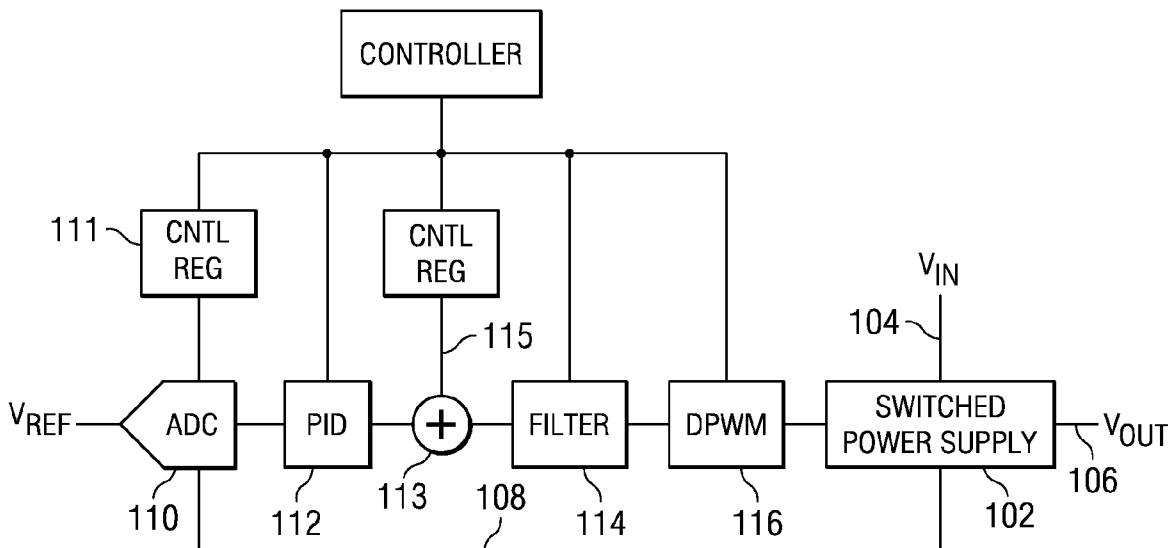 CONTROLLER
111
CNTL
REG
CNTL
REG
V_IN
104
115
V_REF
ADC
PID
+
FILTER
DPWM
SWITCHED
POWER SUPPLY
V_OUT
106
110
112
113
108
114
116
102